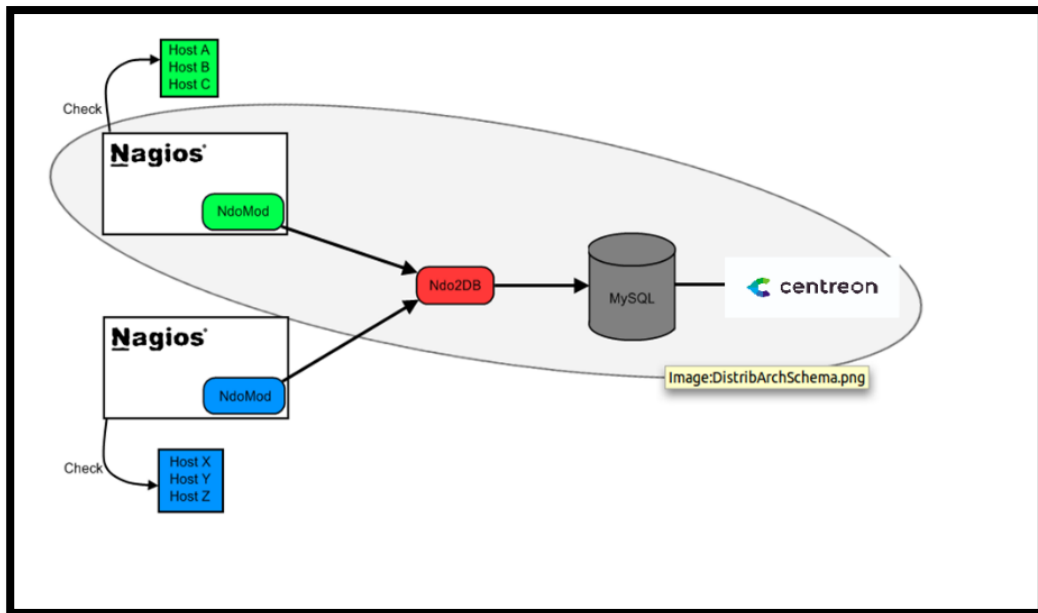 Host A
Host B
Host C
Check
Nagios®
NdoMod
Ndo2DB
MySQL
centreon
Nagios®
NdoMod
Image:DistribArchSchema.png
Check
Host X
Host Y
Host Z